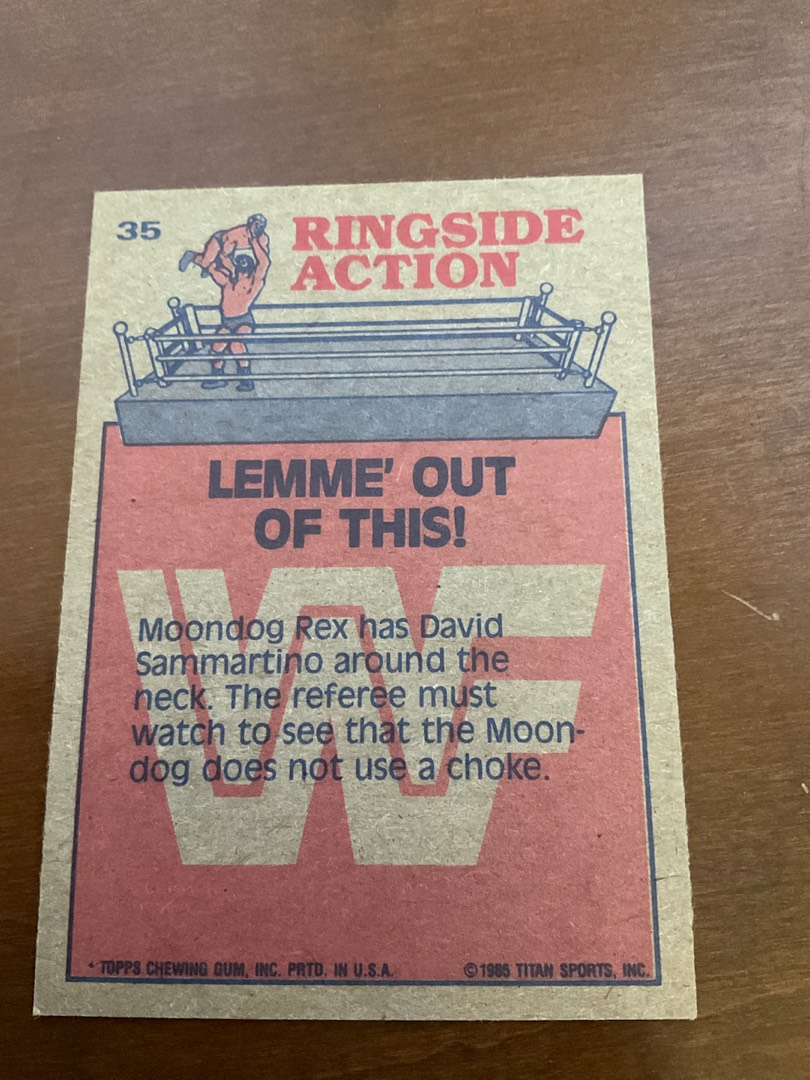 35
RINGSIDE
ACTION
LEMME' OUT
OF THIS!
WF
Moondog Rex has David
Sammartino around the
neck. The referee must
watch to see that the Moon-
dog does not use a choke.
* TOPPS CHEWING GUM, INC. PRTD. IN U.S.A.
© 1985 TITAN SPORTS, INC.